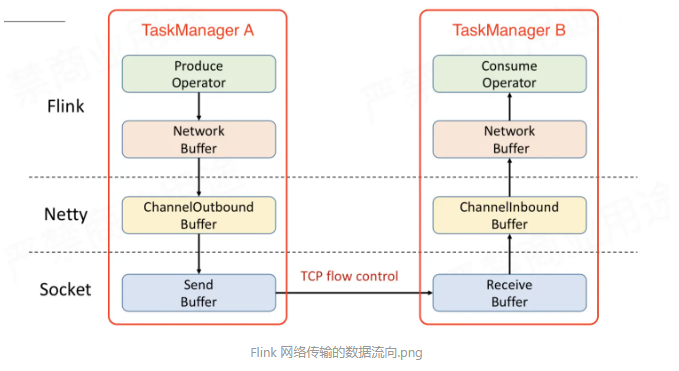 TaskManager A
TaskManager B
Flink
Produce
Operator
Consume
Operator
Network
Buffer
Network
Buffer
Netty
ChannelOutbound
Buffer
ChannelInbound
Buffer
Socket
Send
Buffer
TCP flow control
Receive
Buffer
Flink 网络传输的数据流向.png